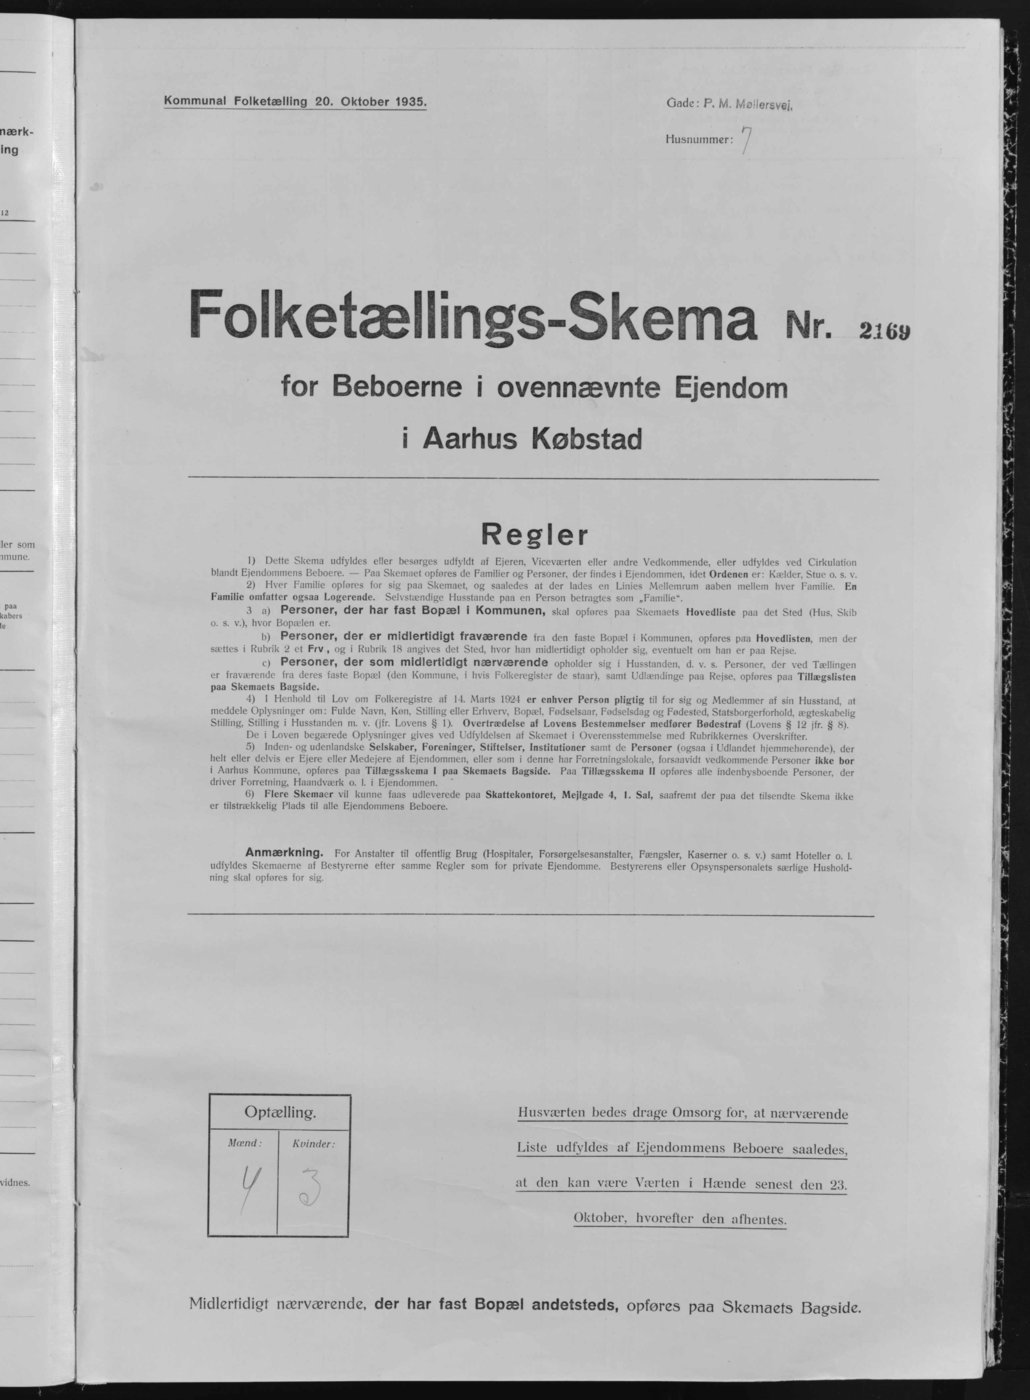 nærk-
ing
12
ller som
nmune.
paa
kabers
le
vidnes.
Kommunal Folketælling 20. Oktober 1935.
Gade: P. M. Møllersvej.
Husnummer: 7
Folketællings-Skema Nr. 2169
for Beboerne i ovennævnte Ejendom
i Aarhus Købstad
Regler
1) Dette Skema udfyldes eller besørges udfyldt af Ejeren, Viceværten eller andre Vedkommende, eller udfyldes ved Cirkulation
blandt Ejendommens Beboere. — Paa Skemaet opføres de Familier og Personer, der findes i Ejendommen, idet Ordenen er: Kælder, Stue o. s. v.
2) Hver Familie opføres for sig paa Skemaet, og saaledes at der lades en Linies Mellemrum aaben mellem hver Familie. En
Familie omfatter ogsaa Logerende. Selvstændige Husstande paa en Person betragtes som „Familie“.
3 a) Personer, der har fast Bopæl i Kommunen, skal opføres paa Skemaets Hovedliste paa det Sted (Hus, Skib
o. s. v.), hvor Bopælen er.
b) Personer, der er midlertidigt fraværende fra den faste Bopæl i Kommunen, opføres paa Hovedlisten, men der
sættes i Rubrik 2 et Frv., og i Rubrik 18 angives det Sted, hvor han midlertidigt opholder sig, eventuelt om han er paa Rejse.
c) Personer, der som midlertidigt nærværende opholder sig i Husstanden, d. v. s. Personer, der ved Tællingen
er fraværende fra deres faste Bopæl (den Kommune, i hvis Folkeregister de staar), samt Udlændinge paa Rejse, opføres paa Tillægslisten
paa Skemaets Bagside.
4) I Henhold til Lov om Folkeregistre af 14. Marts 1924 er enhver Person pligtig til for sig og Medlemmer af sin Husstand, at
meddele Oplysninger om: Fulde Navn, Køn, Stilling eller Erhverv, Bopæl, Fødselsaar, Fødselsdag og Fødested, Statsborgerforhold, ægteskabelig
Stilling, Stilling i Husstanden m. v. (jfr. Lovens § 1). Overtrædelse af Lovens Bestemmelser medfører Bødestraf (Lovens § 12 jfr. § 8).
De i Loven begærede Oplysninger gives ved Udfyldelsen af Skemaet i Overensstemmelse med Rubrikkernes Overskrifter.
5) Inden- og udenlandske Selskaber, Foreninger, Stiftelser, Institutioner samt de Personer (ogsaa i Udlandet hjemmehørende), der
helt eller delvis er Ejere eller Medejere af Ejendommen, eller som i denne har Forretningslokale, forsaavidt vedkommende Personer ikke bor
i Aarhus Kommune, opføres paa Tillægsskema I paa Skemaets Bagside. Paa Tillægsskema II opføres alle indenbysboende Personer, der
driver Forretning, Haandværk o. l. i Ejendommen.
6) Flere Skemaer vil kunne faas udleverede paa Skattekontoret, Mejlgade 4, 1. Sal, saafremt der paa det tilsendte Skema ikke
er tilstrækkelig Plads til alle Ejendommens Beboere.
Anmærkning. For Anstalter til offentlig Brug (Hospitaler, Forsørgelsesanstalter, Fængsler, Kaserner o. s. v.) samt Hoteller o. l.
udfyldes Skemaerne af Bestyrerne efter samme Regler som for private Ejendomme. Bestyrerens eller Opsynspersonalets særlige Hushold-
ning skal opføres for sig.
Optælling.
Mænd: Kvinder:
4 3
Husværten bedes drage Omsorg for, at nærværende
Liste udfyldes af Ejendommens Beboere saaledes,
at den kan være Værten i Hænde senest den 23.
Oktober, hvorefter den afhentes.
Midlertidigt nærværende, der har fast Bopæl andetsteds, opføres paa Skemaets Bagside.